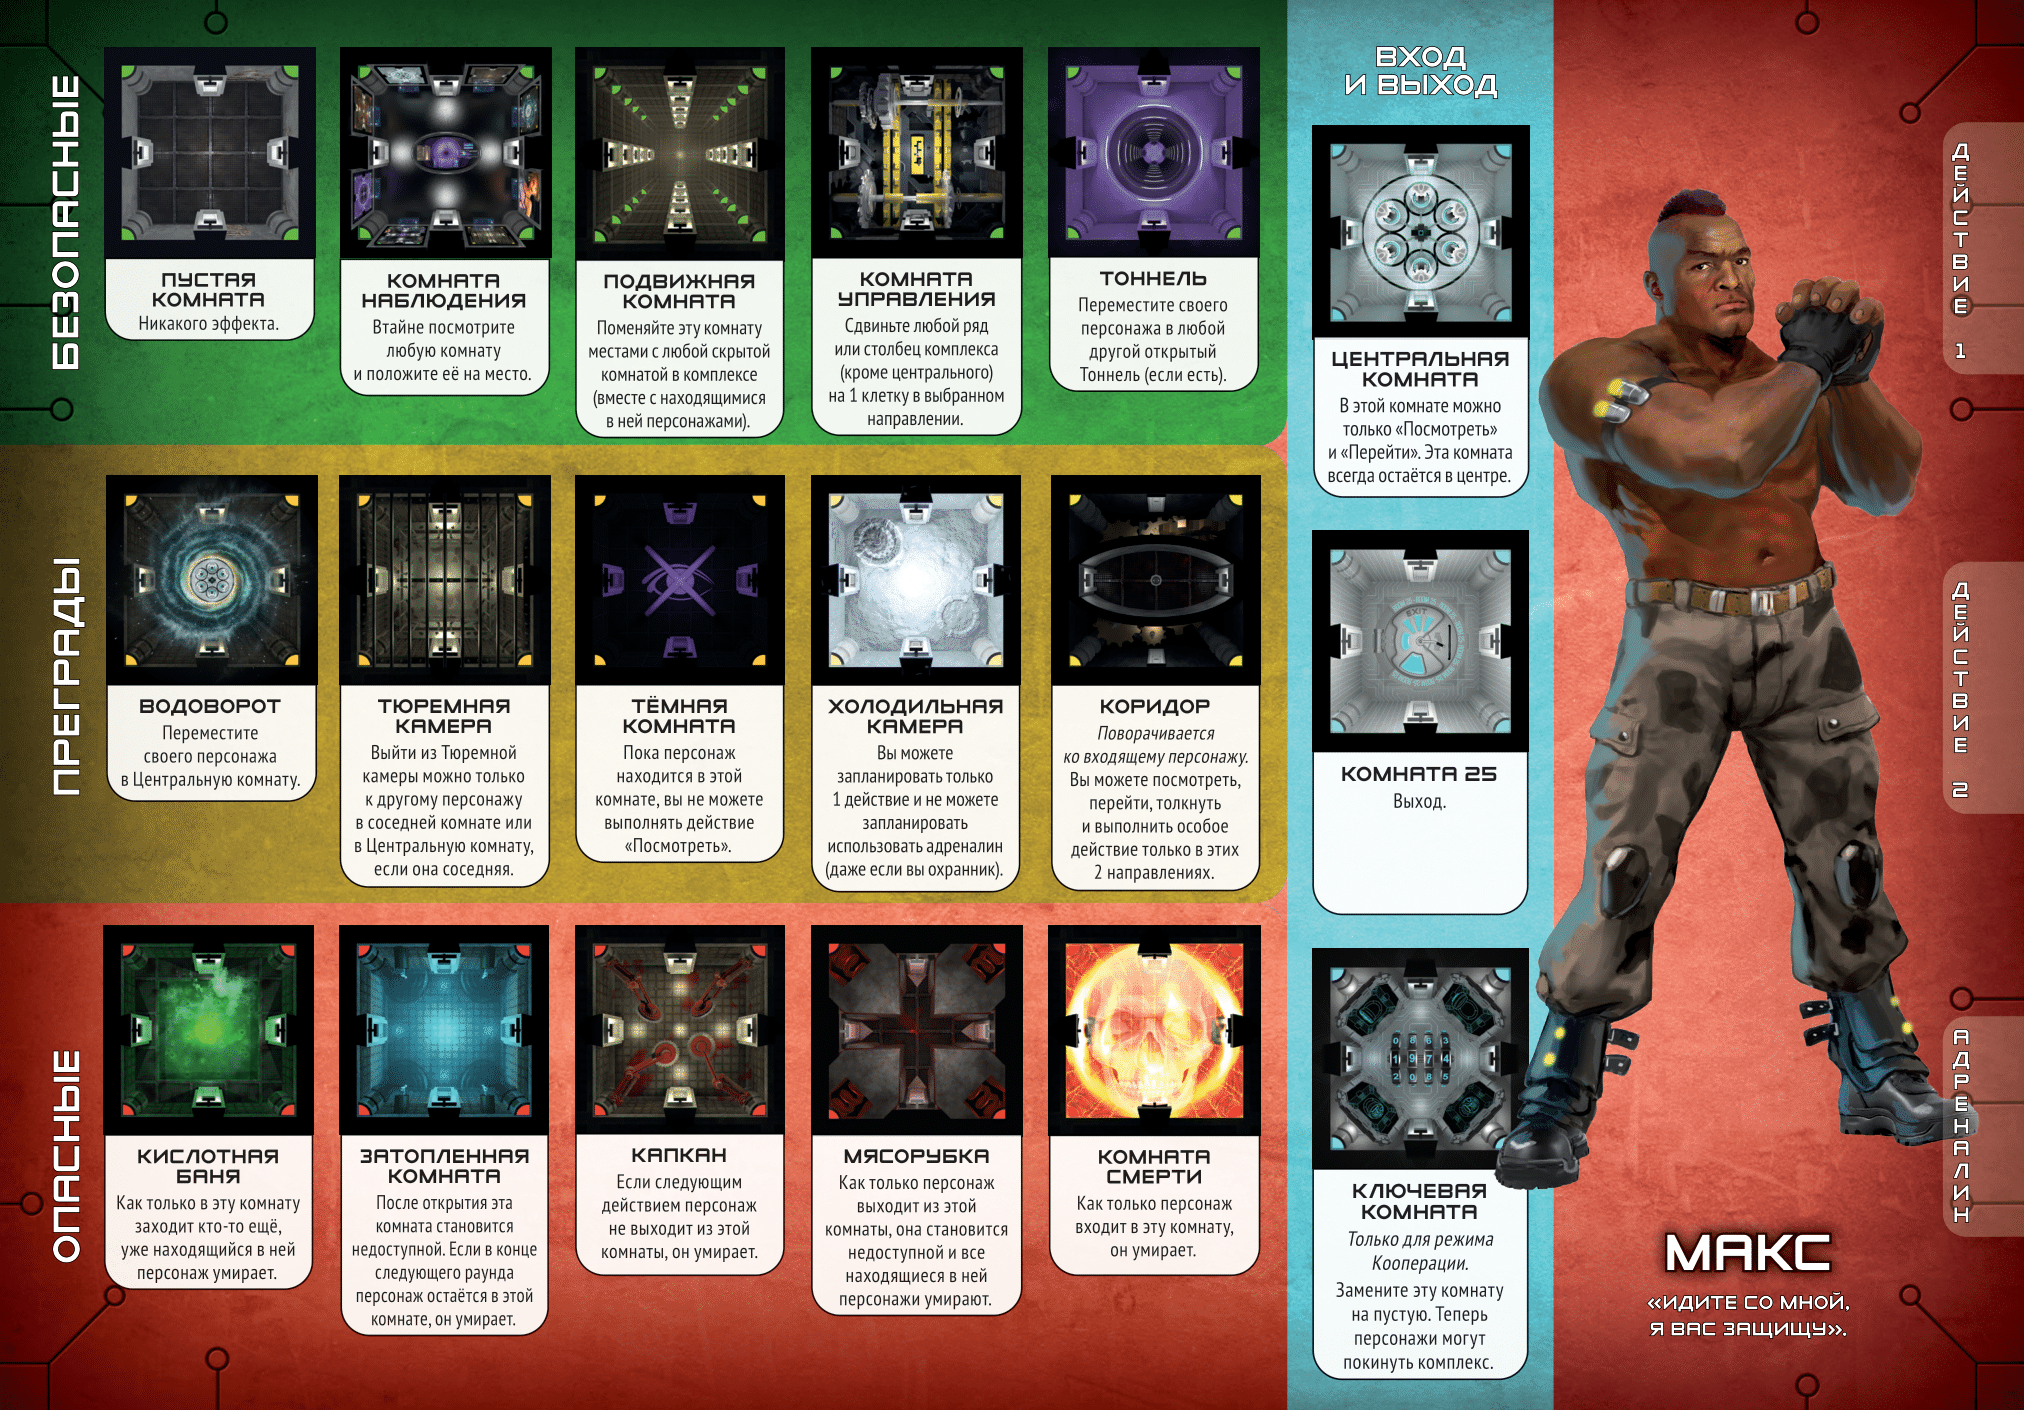 БЕЗОПАСНЫЕ
ПУСТАЯ
КОМНАТА
Никакого эффекта.
КОМНАТА
НАБЛЮДЕНИЯ
Втайне посмотрите
любую комнату
и положите её на место.
ПОДВИЖНАЯ
КОМНАТА
Поменяйте эту комнату
местами с любой скрытой
комнатой в комплексе
(вместе с находящимися
в ней персонажами).
КОМНАТА
УПРАВЛЕНИЯ
Сдвиньте любой ряд
или столбец комплекса
(кроме центрального)
на 1 клетку в выбранном
направлении.
ТОННЕЛЬ
Переместите своего
персонажа в любой
другой открытый
Тоннель (если есть).
ПРЕГРАДЫ
ВОДОВОРОТ
Переместите
своего персонажа
в Центральную комнату.
ТЮРЕМНАЯ
КАМЕРА
Выйти из Тюремной
камеры можно только
к другому персонажу
в соседней комнате или
в Центральную комнату,
если она соседняя.
ТЁМНАЯ
КОМНАТА
Пока персонаж
находится в этой
комнате, вы не можете
выполнять действие
«Посмотреть».
ХОЛОДИЛЬНАЯ
КАМЕРА
Вы можете
запланировать только
1 действие и не можете
запланировать
использовать адреналин
(даже если вы охранник).
КОРИДОР
Поворачивается
ко входящему персонажу.
Вы можете посмотреть,
перейти, толкнуть
и выполнить особое
действие только в этих
2 направлениях.
ОПАСНЫЕ
КИСЛОТНАЯ
БАНЯ
Как только в эту комнату
заходит кто-то ещё,
уже находящийся в ней
персонаж умирает.
ЗАТОПЛЕННАЯ
КОМНАТА
После открытия эта
комната становится
недоступной. Если в конце
следующего раунда
персонаж остаётся в этой
комнате, он умирает.
КАПКАН
Если следующим
действием персонаж
не выходит из этой
комнаты, он умирает.
МЯСОРУБКА
Как только персонаж
выходит из этой
комнаты, она становится
недоступной и все
находящиеся в ней
персонажи умирают.
КОМНАТА
СМЕРТИ
Как только персонаж
входит в эту комнату,
он умирает.
ВХОД
И ВЫХОД
ЦЕНТРАЛЬНАЯ
КОМНАТА
В этой комнате можно
только «Посмотреть»
и «Перейти». Эта комната
всегда остаётся в центре.
EXIT
КОМНАТА 25
Выход.
КЛЮЧЕВАЯ
КОМНАТА
Только для режима
Кооперации.
Замените эту комнату
на пустую. Теперь
персонажи могут
покинуть комплекс.
ДЕЙСТВИЕ 1
ДЕЙСТВИЕ 2
АДРЕНАЛИН
МАКС
«ИДИТЕ СО МНОЙ,
Я ВАС ЗАЩИЩУ».